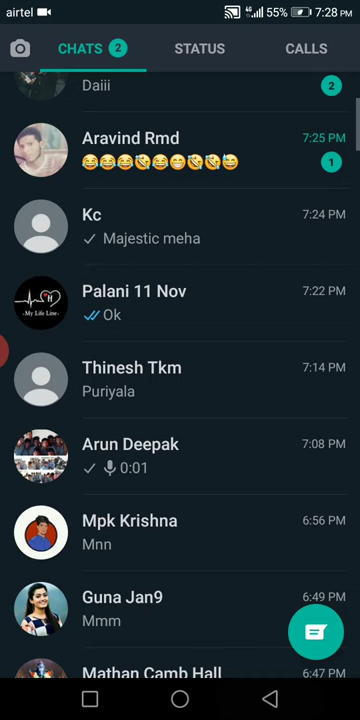 airtel 4G 55% 7:28 PM
CHATS 2 STATUS CALLS
Daiii 2
Aravind Rmd 7:25 PM
😂😂😂🤣😂😁🤣🤣😅 1
Kc 7:24 PM
Majestic meha
Palani 11 Nov 7:22 PM
H
-My Life Line-
Ok
Thinesh Tkm 7:14 PM
Puriyala
Arun Deepak 7:08 PM
0:01
Mpk Krishna 6:56 PM
Mnn
Guna Jan9 6:49 PM
Mmm
Mathan Camb Hall 6:47 PM